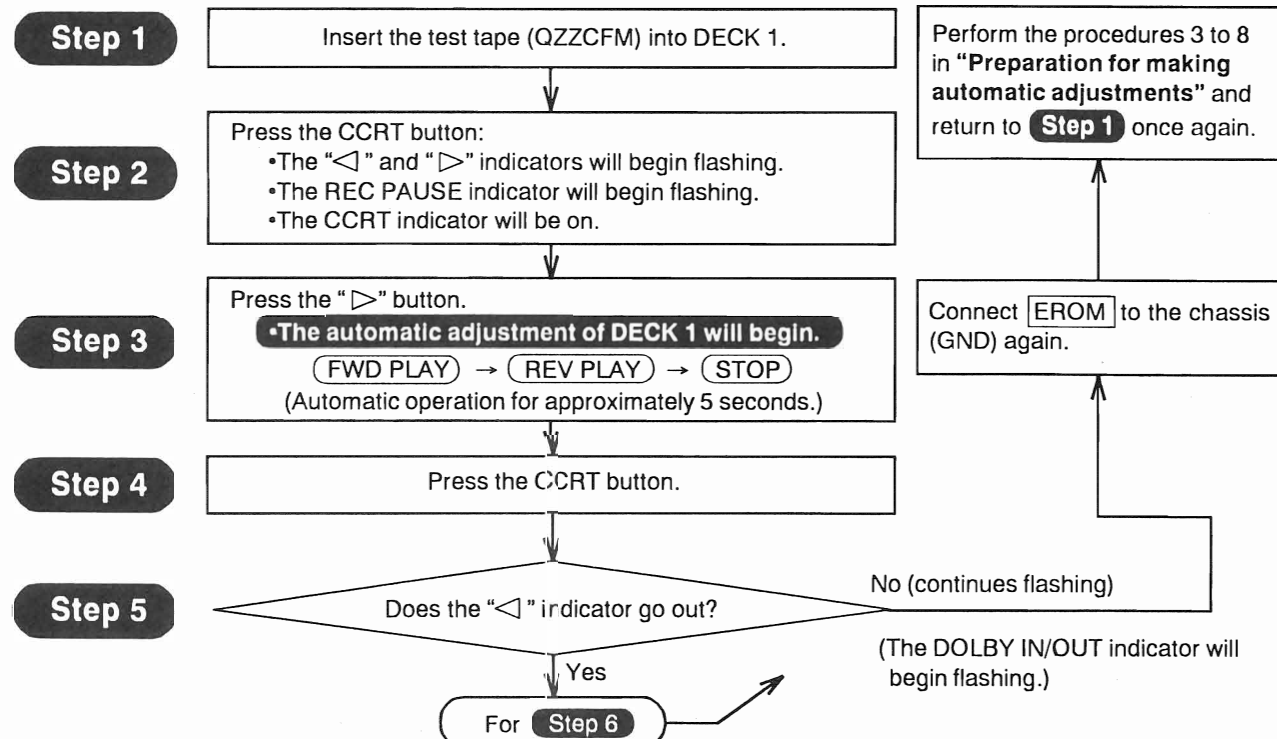 Step 1
Insert the test tape (QZZCFM) into DECK 1.
Step 2
Press the CCRT button:
•The "◁" and "▷" indicators will begin flashing.
•The REC PAUSE indicator will begin flashing.
•The CCRT indicator will be on.
Step 3
Press the "▷" button.
•The automatic adjustment of DECK 1 will begin.
FWD PLAY → REV PLAY → STOP
(Automatic operation for approximately 5 seconds.)
Step 4
Press the CCRT button.
Step 5
Does the "◁" indicator go out?
No (continues flashing)
(The DOLBY IN/OUT indicator will
begin flashing.)
Yes
For Step 6
Connect EROM to the chassis
(GND) again.
Perform the procedures 3 to 8
in "Preparation for making
automatic adjustments" and
return to Step 1 once again.